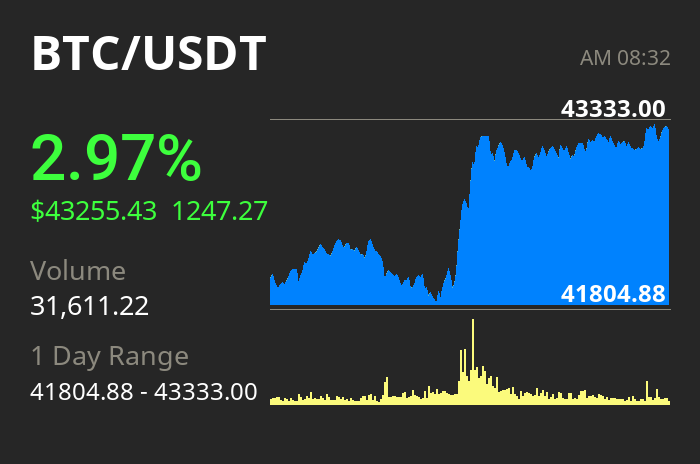 BTC/USDT
AM 08:32
43333.00
2.97%
$43255.43 1247.27
Volume
31,611.22
41804.88
1 Day Range
41804.88 - 43333.00